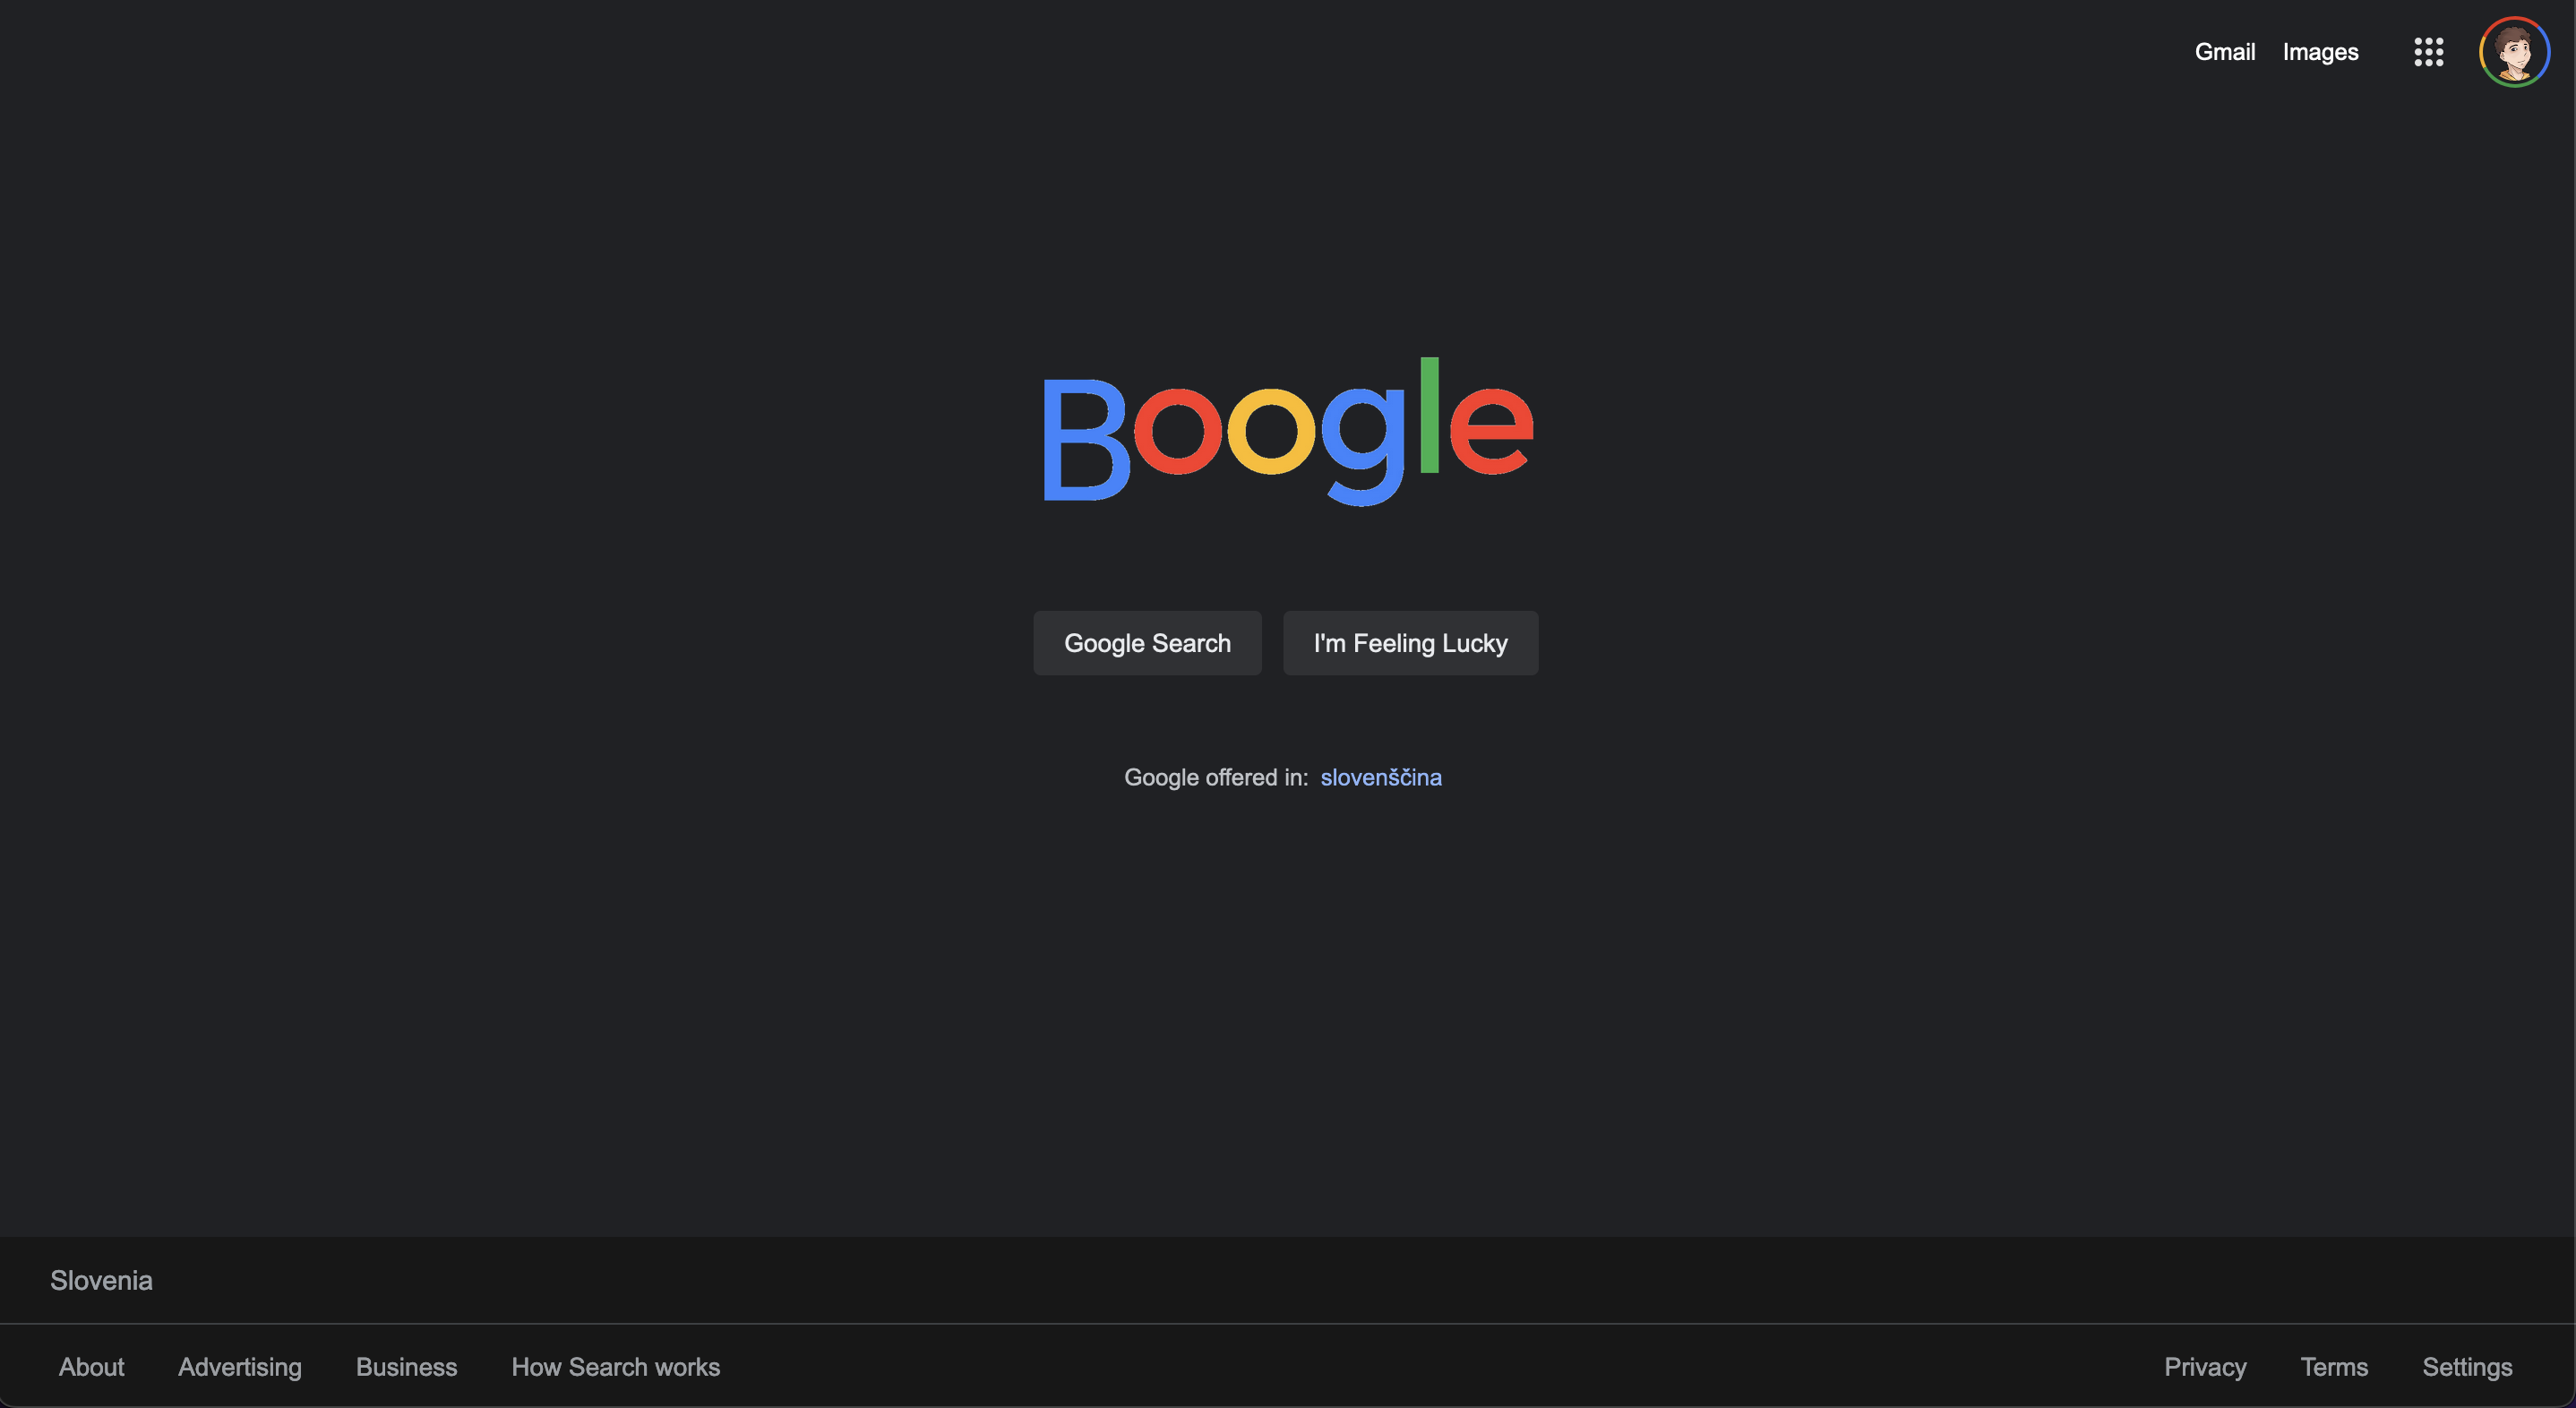 Gmail Images
Boogle
Google Search I'm Feeling Lucky
Google offered in: slovenščina
Slovenia
About Advertising Business How Search works Privacy Terms Settings